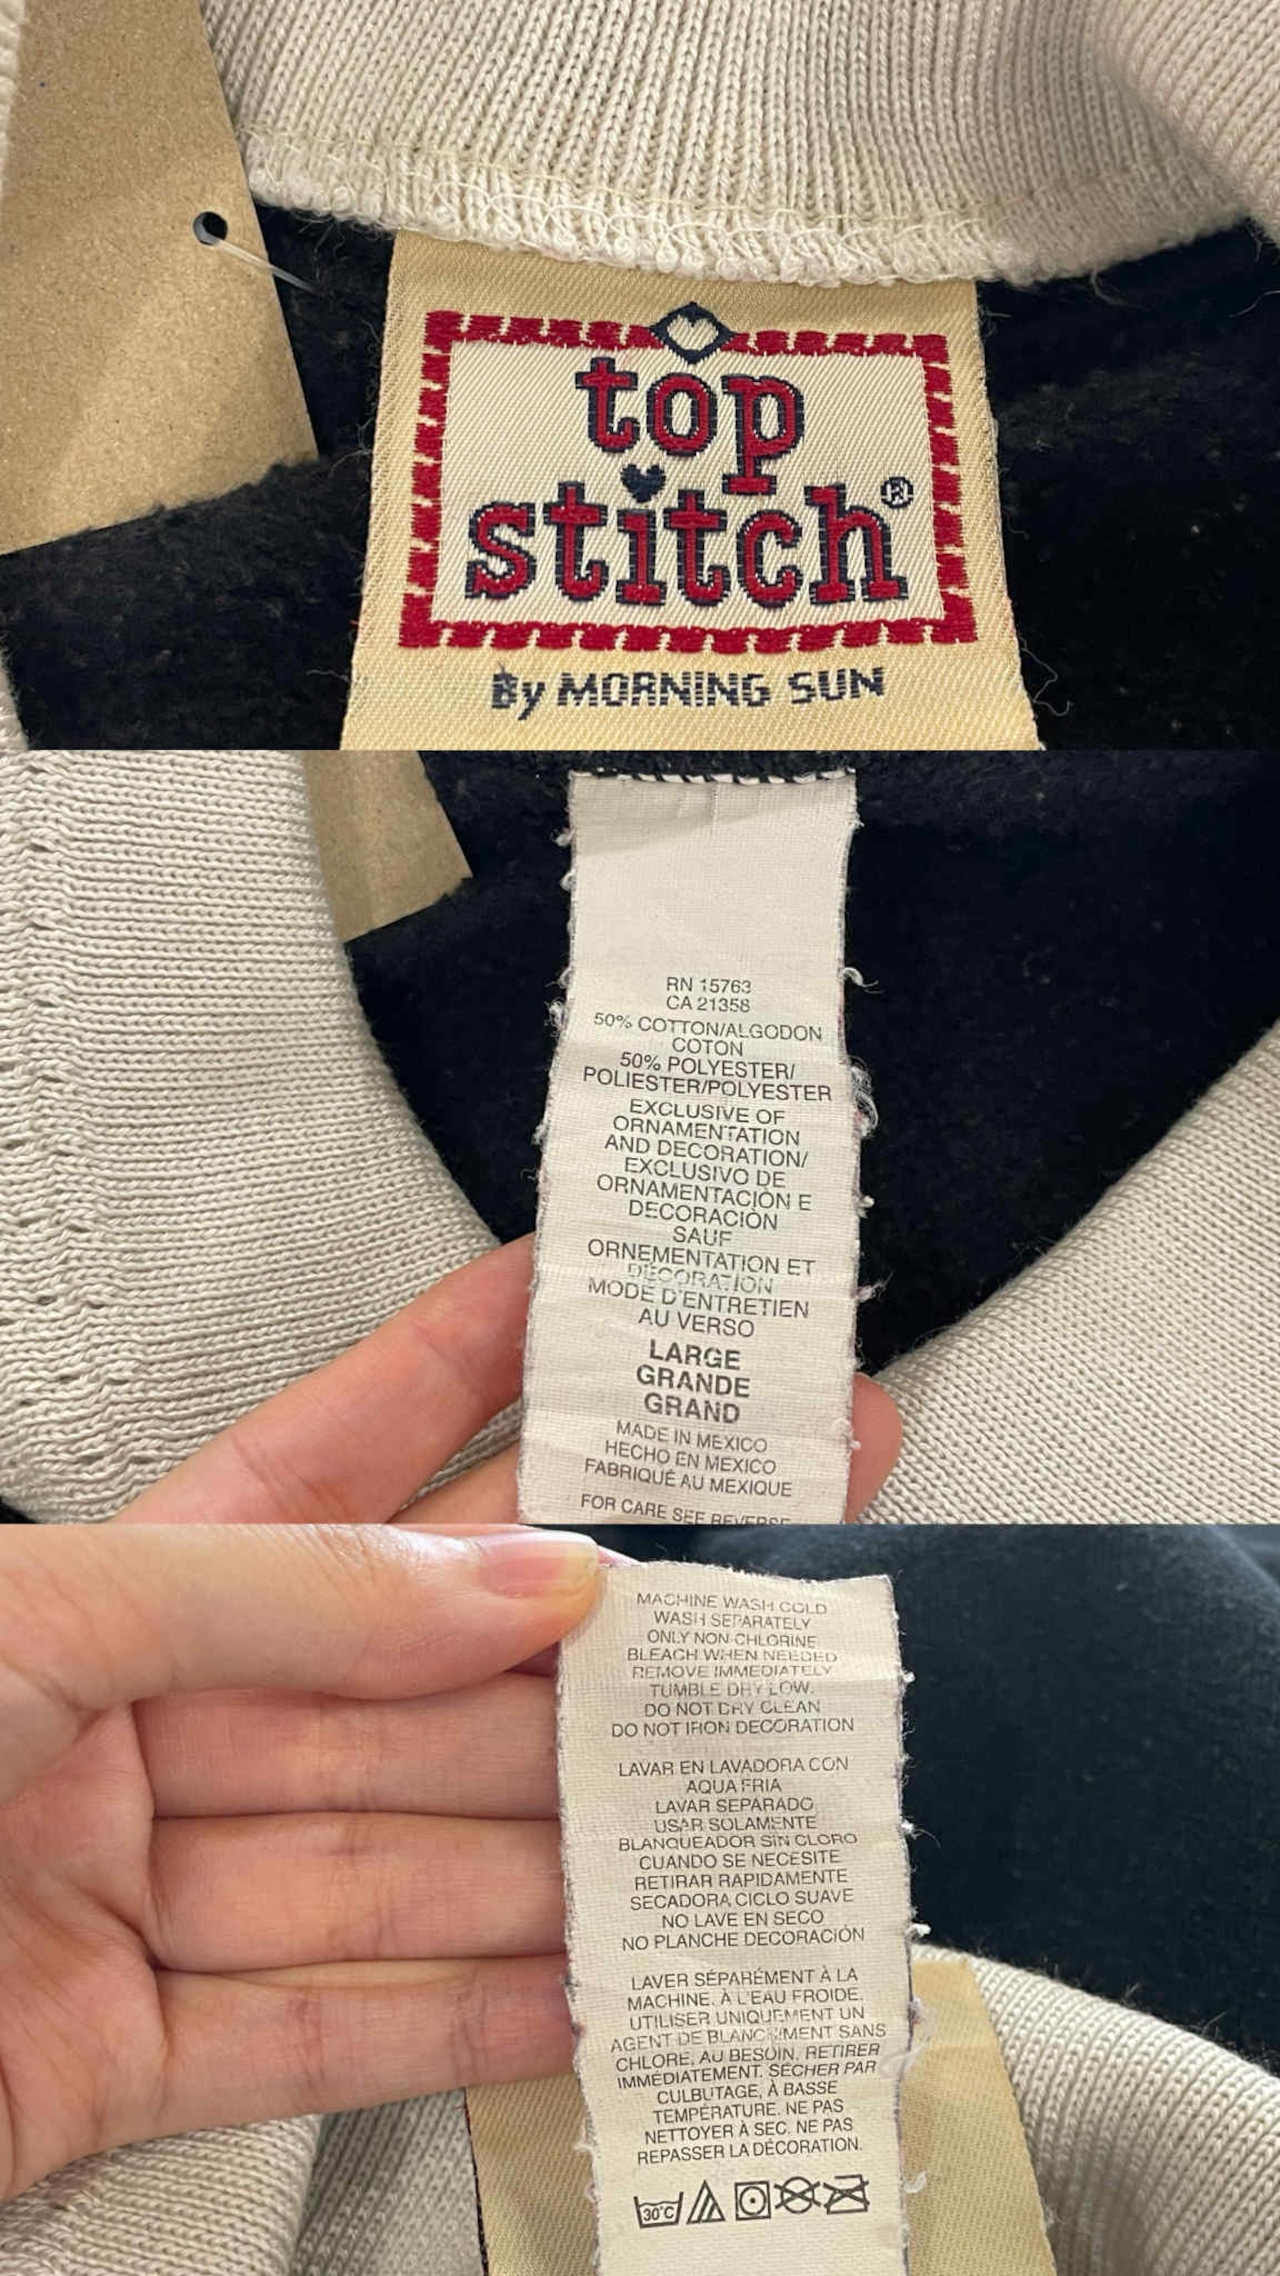 top
stitch®
By MORNING SUN
RN 15763
CA 21358
50% COTTON/ALGODON
COTON
50% POLYESTER/
POLIESTER/POLYESTER
EXCLUSIVE OF
ORNAMENTATION
AND DECORATION/
EXCLUSIVO DE
ORNAMENTACIÒN E
DECORACIÒN
SAUF
ORNEMENTATION ET
DÉCORATION
MODE D'ENTRETIEN
AU VERSO
LARGE
GRANDE
GRAND
MADE IN MEXICO
HECHO EN MEXICO
FABRIQUÉ AU MEXIQUE
FOR CARE SEE REVERSE
MACHINE WASH COLD
WASH SEPARATELY
ONLY NON-CHLORINE
BLEACH WHEN NEEDED
REMOVE IMMEDIATELY
TUMBLE DRY LOW.
DO NOT DRY CLEAN
DO NOT IRON DECORATION
LAVAR EN LAVADORA CON
AQUA FRIA
LAVAR SEPARADO
USAR SOLAMENTE
BLANQUEADOR SIN CLORO
CUANDO SE NECESITE
RETIRAR RAPIDAMENTE
SECADORA CICLO SUAVE
NO LAVE EN SECO
NO PLANCHE DECORACIÓN
LAVER SÉPARÉMENT À LA
MACHINE, À L'EAU FROIDE.
UTILISER UNIQUEMENT UN
AGENT DE BLANCHIMENT SANS
CHLORE, AU BESOIN. RETIRER
IMMÉDIATEMENT. SÉCHER PAR
CULBUTAGE, À BASSE
TEMPÉRATURE. NE PAS
NETTOYER À SEC. NE PAS
REPASSER LA DÉCORATION.
30°C